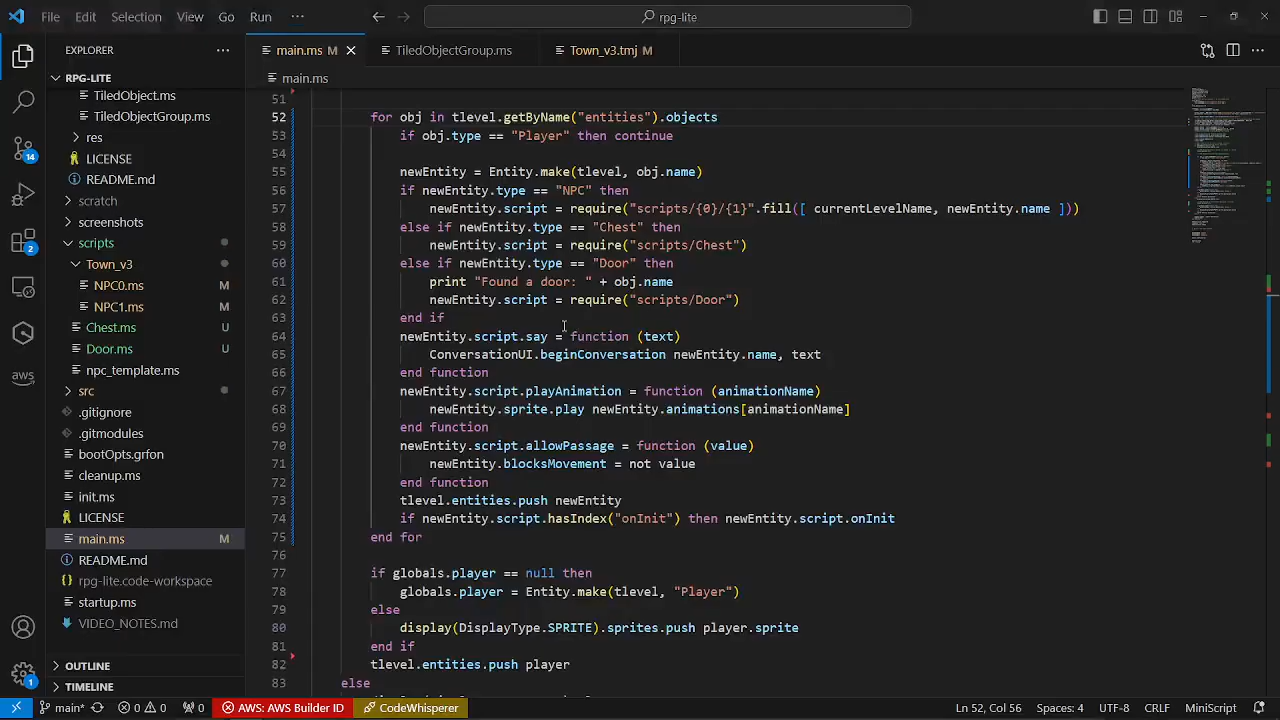 File Edit View Go Run ··· rpg-lite
EXPLORER
RPG-LITE
TiledObject.ms
TiledObjectGroup.ms
res
LICENSE
README.md
scratch
screenshots
scripts
Town_v3
NPC0.ms M
NPC1.ms M
Chest.ms U
Door.ms U
npc_template.ms
src
.gitignore
.gitmodules
bootOpts.grfon
cleanup.ms
init.ms
LICENSE
main.ms M
README.md
rpg-lite.code-workspace
startup.ms
VIDEO_NOTES.md
OUTLINE
TIMELINE
14
2
aws
1
main.ms M TiledObjectGroup.ms Town_v3.tmj M
main.ms
51
52 for obj in tlevel.getByName("entities").objects
53 if obj.type == "Player" then continue
54
55 newEntity = Entity.make(tlevel, obj.name)
56 if newEntity.type == "NPC" then
57 newEntity.script = require("scripts/{0}/{1}".fill([ currentLevelName, newEntity.name ]))
58 else if newEntity.type == "Chest" then
59 newEntity.script = require("scripts/Chest")
60 else if newEntity.type == "Door" then
61 print "Found a door: " + obj.name
62 newEntity.script = require("scripts/Door")
63 end if
64 newEntity.script.say = function (text)
65 ConversationUI.beginConversation newEntity.name, text
66 end function
67 newEntity.script.playAnimation = function (animationName)
68 newEntity.sprite.play newEntity.animations[animationName]
69 end function
70 newEntity.script.allowPassage = function (value)
71 newEntity.blocksMovement = not value
72 end function
73 tlevel.entities.push newEntity
74 if newEntity.script.hasIndex("onInit") then newEntity.script.onInit
75 end for
76
77 if globals.player == null then
78 globals.player = Entity.make(tlevel, "Player")
79 else
80 display(DisplayType.SPRITE).sprites.push player.sprite
81 end if
82 tlevel.entities.push player
83 else
main* 0 0 0 AWS: AWS Builder ID CodeWhisperer Ln 52, Col 56 Spaces: 4 UTF-8 CRLF MiniScript